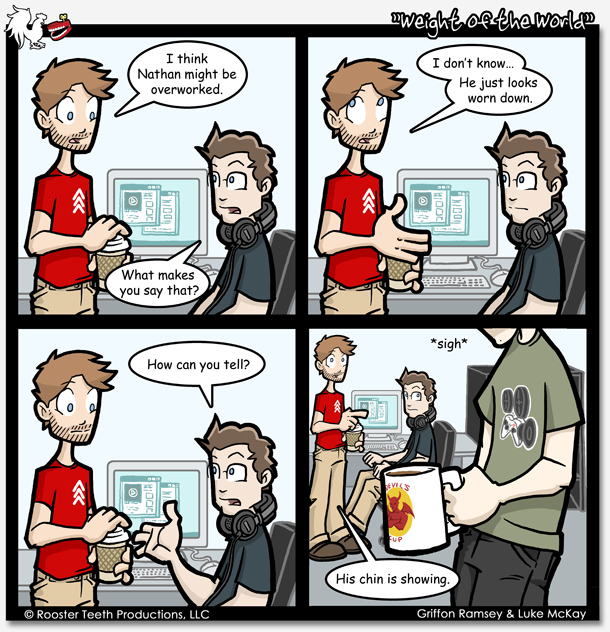 "Weight of the World"
I think
Nathan might be
overworked.
What makes
you say that?
I don't know...
He just looks
worn down.
How can you tell?
*sigh*
DEVIL'S
CUP
His chin is showing.
© Rooster Teeth Productions, LLC
Griffon Ramsey & Luke McKay